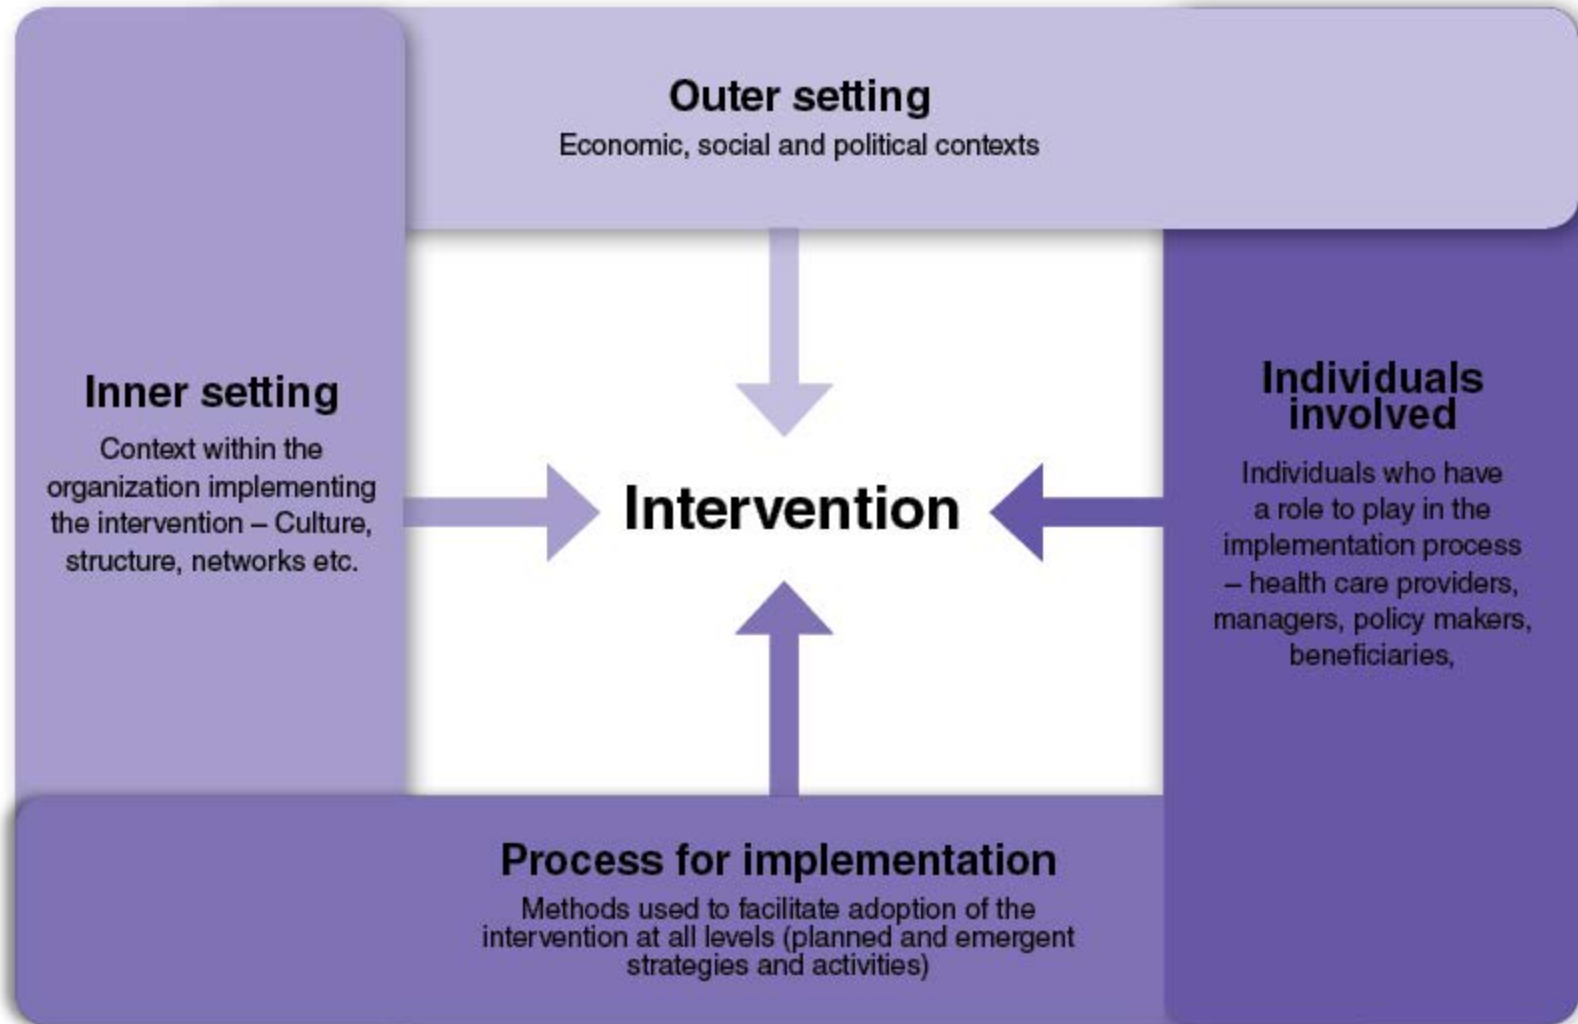 Outer setting
Economic, social and political contexts
Inner setting
Context within the
organization implementing
the intervention – Culture,
structure, networks etc.
Intervention
Individuals
involved
Individuals who have
a role to play in the
implementation process
– health care providers,
managers, policy makers,
beneficiaries,
Process for implementation
Methods used to facilitate adoption of the
intervention at all levels (planned and emergent
strategies and activities)